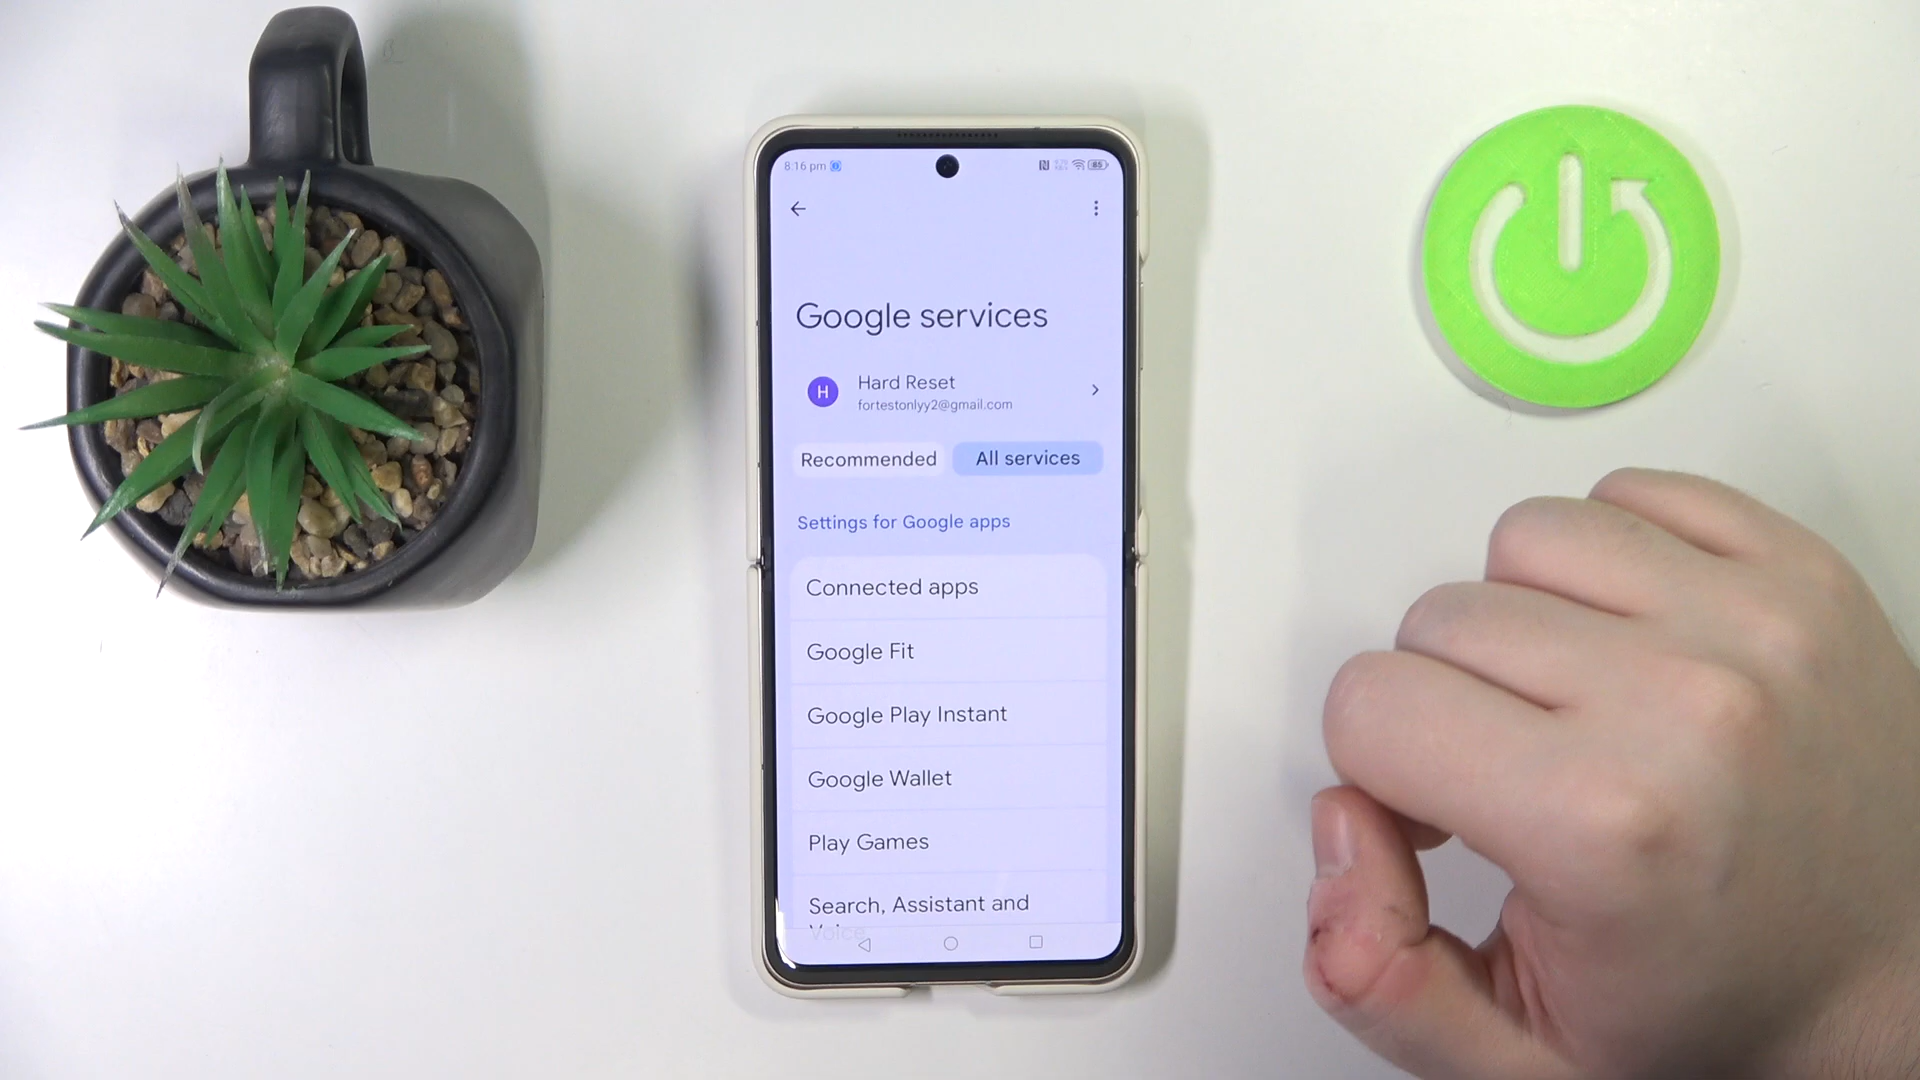 8:16 pm
85
Google services
H
Hard Reset
fortestonlyy2@gmail.com
Recommended
All services
Settings for Google apps
Connected apps
Google Fit
Google Play Instant
Google Wallet
Play Games
Search, Assistant and
Voice